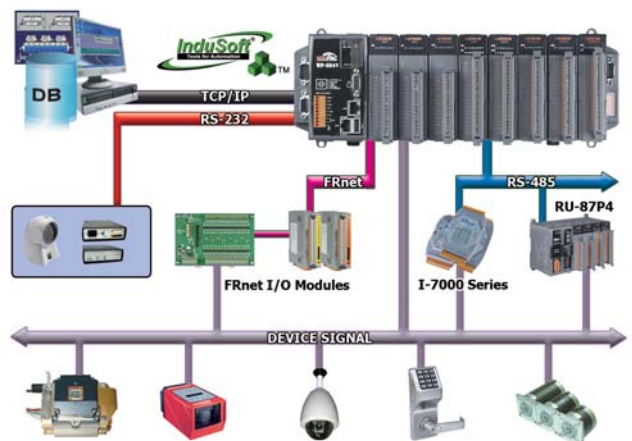 InduSoft
Tools for Automation
TM
DB
TCP/IP
RS-232
FRnet
RS-485
RU-87P4
FRnet I/O Modules
I-7000 Series
DEVICE SIGNAL